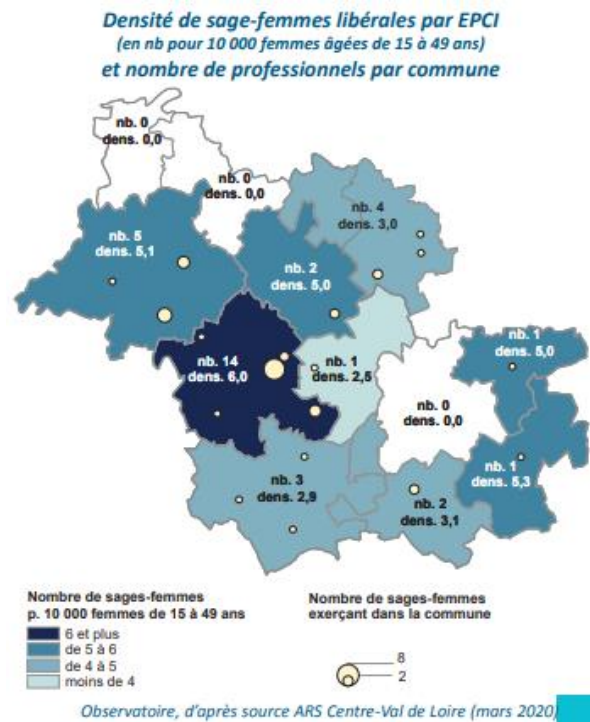 Densité de sage-femmes libérales par EPCI
(en nb pour 10 000 femmes âgées de 15 à 49 ans)
et nombre de professionnels par commune
nb. 0
dens. 0,0
nb. 0
dens. 0,0
nb. 4
dens. 3,0
nb. 5
dens. 5,1
nb. 2
dens. 5,0
nb. 1
dens. 5,0
nb. 14
dens. 6,0
nb. 1
dens. 2,5
nb. 0
dens. 0,0
nb. 1
dens. 5,3
nb. 3
dens. 2,9
nb. 2
dens. 3,1
Nombre de sages-femmes
p. 10 000 femmes de 15 à 49 ans
6 et plus
de 5 à 6
de 4 à 5
moins de 4
Nombre de sages-femmes
exerçant dans la commune
8
2
Observatoire, d'après source ARS Centre-Val de Loire (mars 2020)